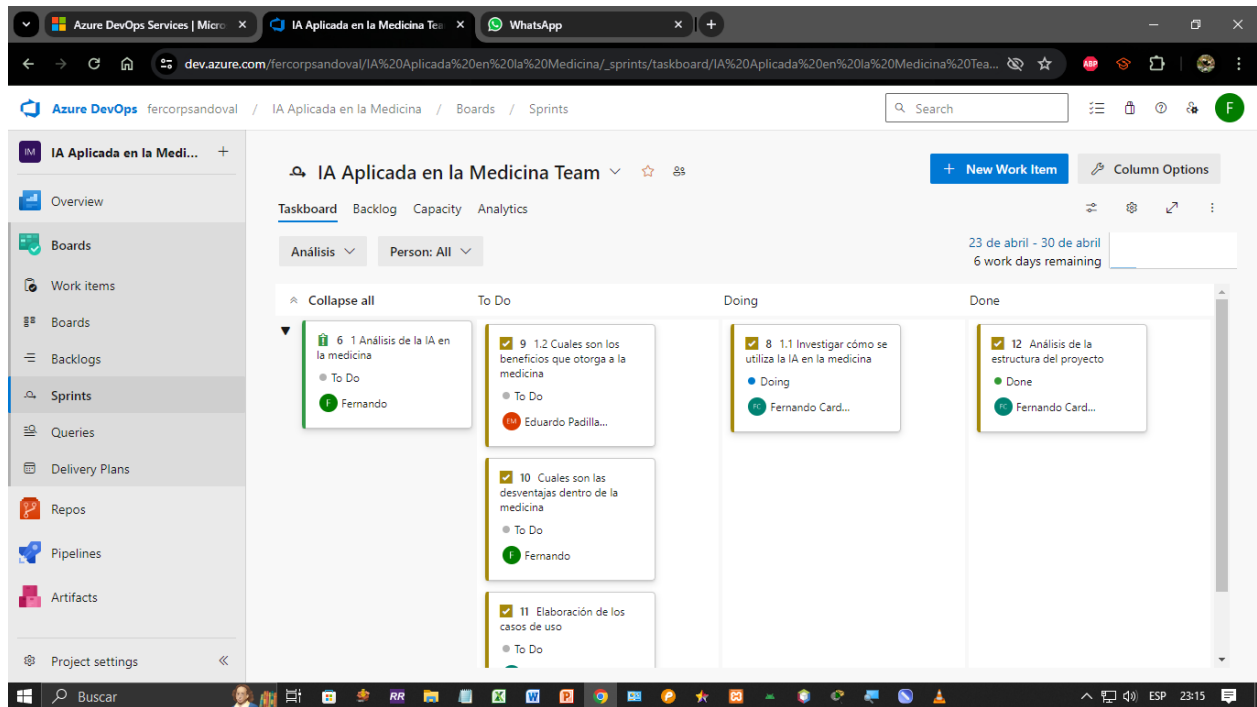 Azure DevOps Services | Micro
IA Aplicada en la Medicina Tea
WhatsApp
dev.azure.com/fercorpsandoval/IA%20Aplicada%20en%20la%20Medicina/_sprints/taskboard/IA%20Aplicada%20en%20la%20Medicina%20Tea...
ABP
Azure DevOps fercorpsandoval / IA Aplicada en la Medicina / Boards / Sprints
Search
F
IM IA Aplicada en la Medi... +
Overview
Boards
Work items
Boards
Backlogs
Sprints
Queries
Delivery Plans
Repos
Pipelines
Artifacts
Project settings
IA Aplicada en la Medicina Team
+ New Work Item
Column Options
Taskboard Backlog Capacity Analytics
Análisis
Person: All
23 de abril - 30 de abril
6 work days remaining
Collapse all
To Do
Doing
Done
6 1 Análisis de la IA en
la medicina
To Do
F Fernando
9 1.2 Cuales son los
beneficios que otorga a la
medicina
To Do
EM Eduardo Padilla...
10 Cuales son las
desventajas dentro de la
medicina
To Do
F Fernando
11 Elaboración de los
casos de uso
To Do
8 1.1 Investigar cómo se
utiliza la IA en la medicina
Doing
FC Fernando Card...
12 Análisis de la
estructura del proyecto
Done
FC Fernando Card...
Buscar
RR
ESP
23:15